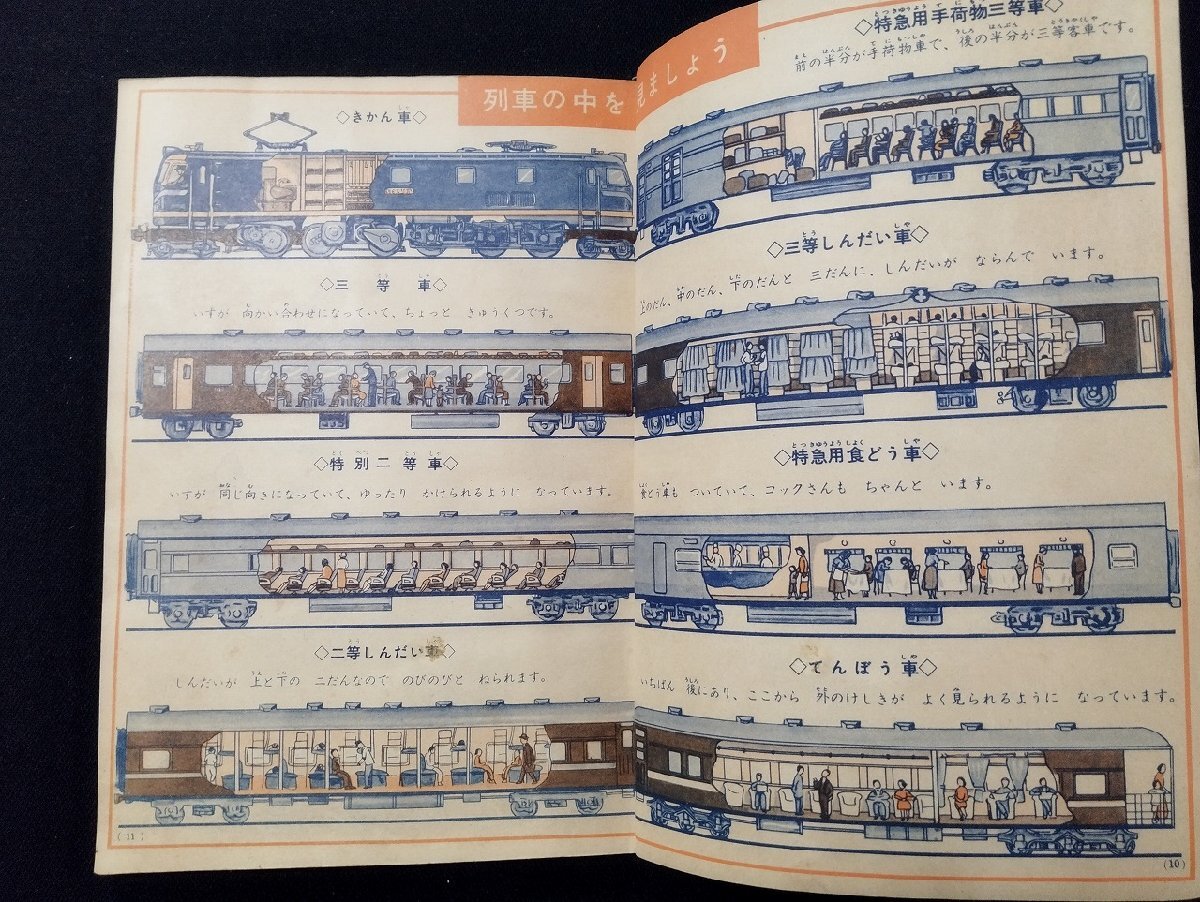 列車の中を見ましょう
◇きかん車◇
◇三等車◇
いすが 向かい合わせになっていて、ちょっと きゅうくつです。
◇特別二等車◇
いすが 同じ向きになっていて、ゆったり かけられるように なっています。
◇二等しんだい車◇
しんだいが 上と下の 二だんなので のびのびと ねられます。
(11)
◇特急用手荷物三等車◇
前の半分が手荷物車で、後の半分が三等客車です。
◇三等しんだい車◇
上のだん、中のだん、下のだんと 三だんに、しんだいが ならんで います。
◇特急用食どう車◇
食どう車も ついていて、コックさんも ちゃんと います。
◇てんぼう車◇
いちばん 後にあり、ここから 外のけしきが よく見られるように なっています。
(10)